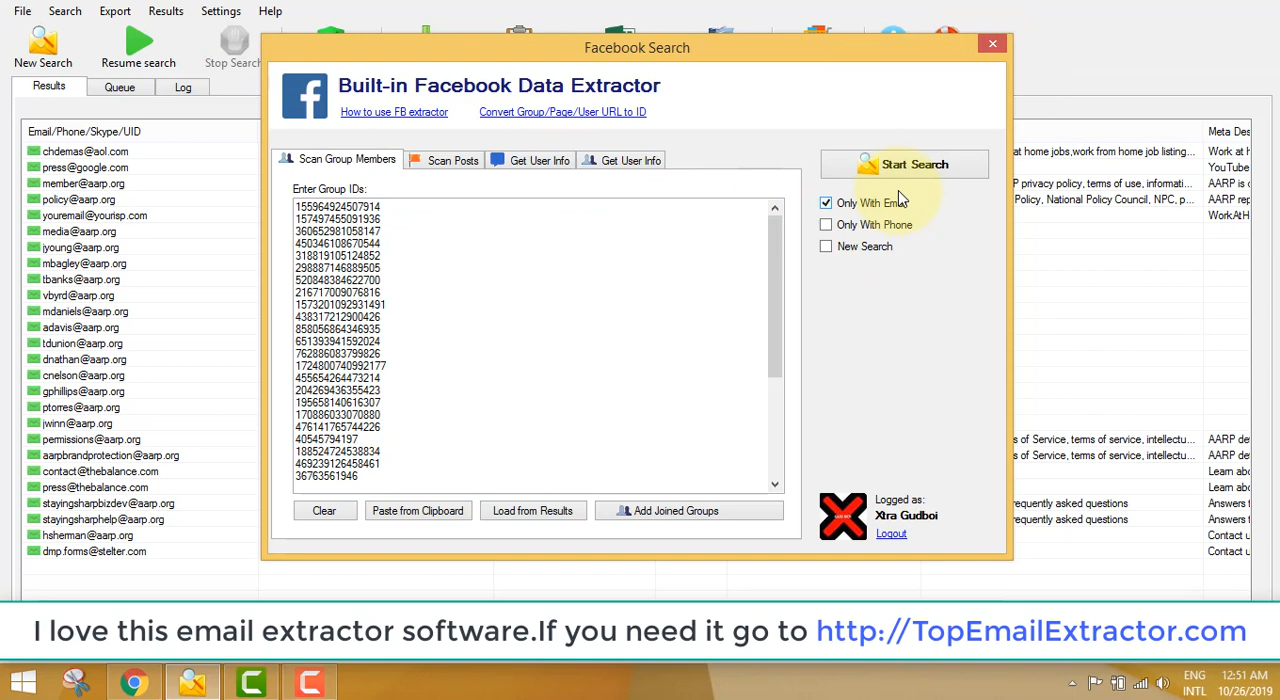 File Search Export Results Settings Help
New Search Resume search Stop Search
Results Queue Log
Facebook Search
Built-in Facebook Data Extractor
How to use FB extractor Convert Group/Page/User URL to ID
Scan Group Members Scan Posts Get User Info Get User Info
Start Search
Only With Email
Only With Phone
New Search
Enter Group IDs:
155964924507914
157497455091936
360652981058147
450346108670544
318819105124852
298887146889505
520848384622700
216717009076816
1573201092931491
438317212900426
858056864346935
651393941592024
762886083799826
1724800740992177
455654264473214
204269436355423
195658140616307
170886033070880
476141765744226
40545794197
188524724538834
469239126458461
36763561946
Clear Paste from Clipboard Load from Results Add Joined Groups
Logged as:
Xtra Gudboi
Logout
Email/Phone/Skype/UID
chdemas@aol.com
press@google.com
member@aarp.org
policy@aarp.org
youremail@yourisp.com
media@aarp.org
jyoung@aarp.org
mbagley@aarp.org
tbanks@aarp.org
vbyrd@aarp.org
mdaniels@aarp.org
adavis@aarp.org
tdunion@aarp.org
dnathan@aarp.org
cnelson@aarp.org
gphillips@aarp.org
ptorres@aarp.org
jwinn@aarp.org
permissions@aarp.org
aarpbrandprotection@aarp.org
contact@thebalance.com
press@thebalance.com
stayingsharpbizdev@aarp.org
stayingsharphelp@aarp.org
hsherman@aarp.org
dmp.forms@stelter.com
Meta Des
at home jobs,work from home job listing... Work at h
YouTube
P privacy policy, terms of use, informati... AARP is c
Policy, National Policy Council, NPC, p... AARP rep
WorkAtH
s of Service, terms of service, intellectu... AARP de
s of Service, terms of service, intellectu... AARP de
Learn abo
Learn abo
requently asked questions Answers f
requently asked questions Answers f
Contact u
Contact u
I love this email extractor software.If you need it go to http://TopEmailExtractor.com
ENG 12:51 AM
INTL 10/26/2019